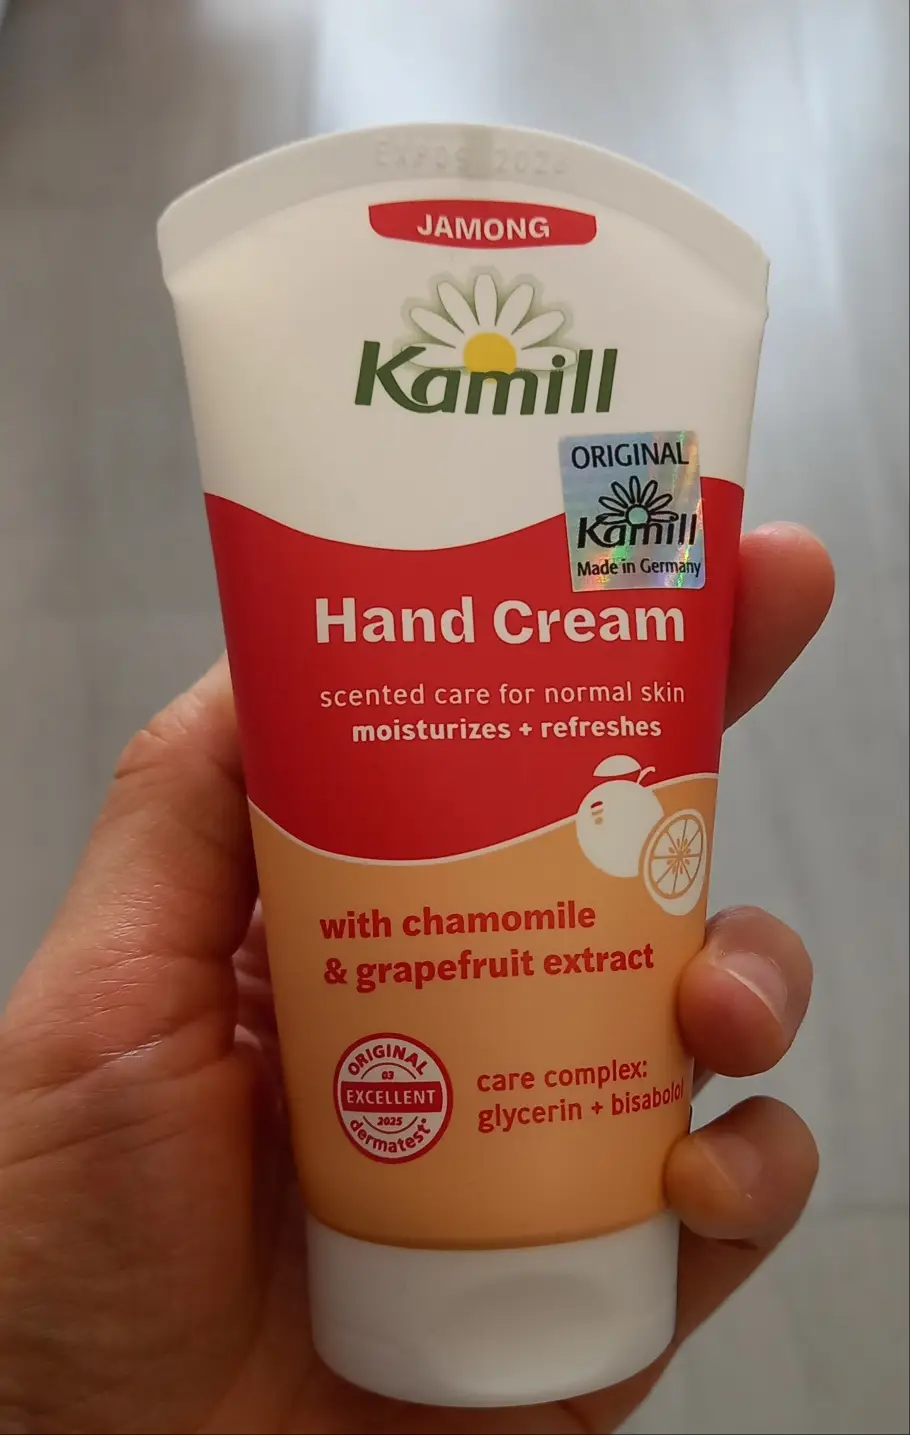 JAMONG
Kamill
ORIGINAL
Kamill
Made in Germany
Hand Cream
scented care for normal skin
moisturizes + refreshes
with chamomile
& grapefruit extract
ORIGINAL
03
EXCELLENT
2025
dermatest®
care complex:
glycerin + bisabolol